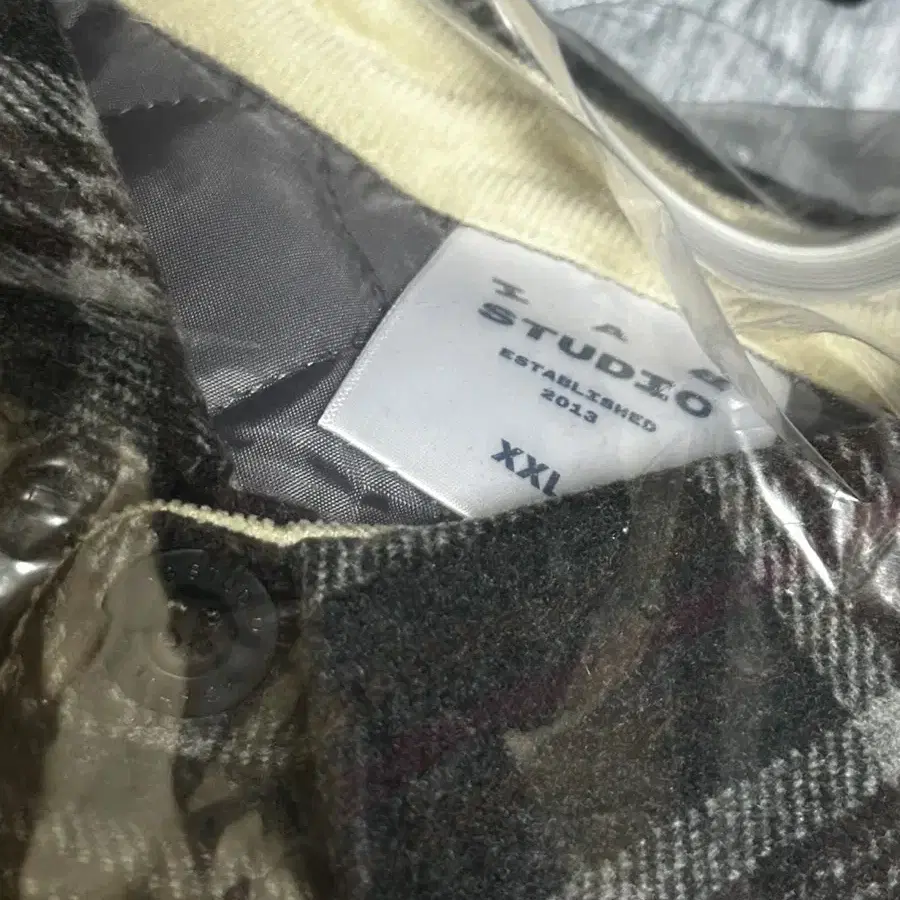 STUDIO
ESTABLISHED
2013
XXL